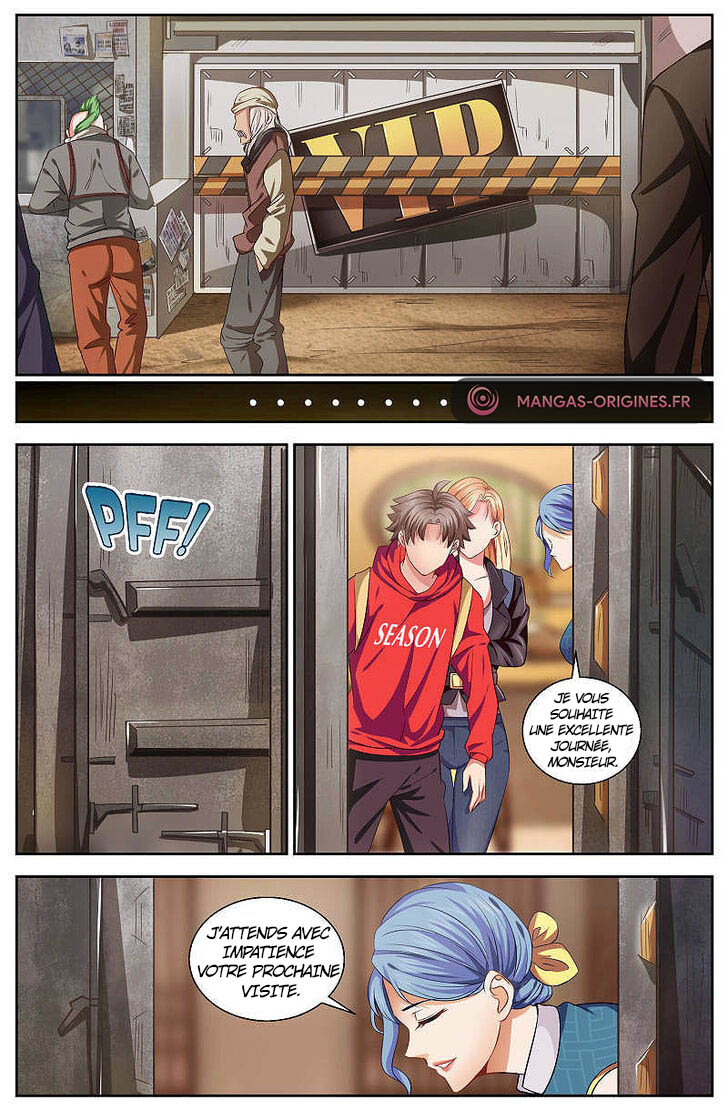 VIP
MANGAS-ORIGINES.FR
PFF!
SEASON
JE VOUS
SOUHAITE
UNE EXCELLENTE
JOURNÉE,
MONSIEUR.
J'ATTENDS AVEC
IMPATIENCE
VOTRE PROCHAINE
VISITE.